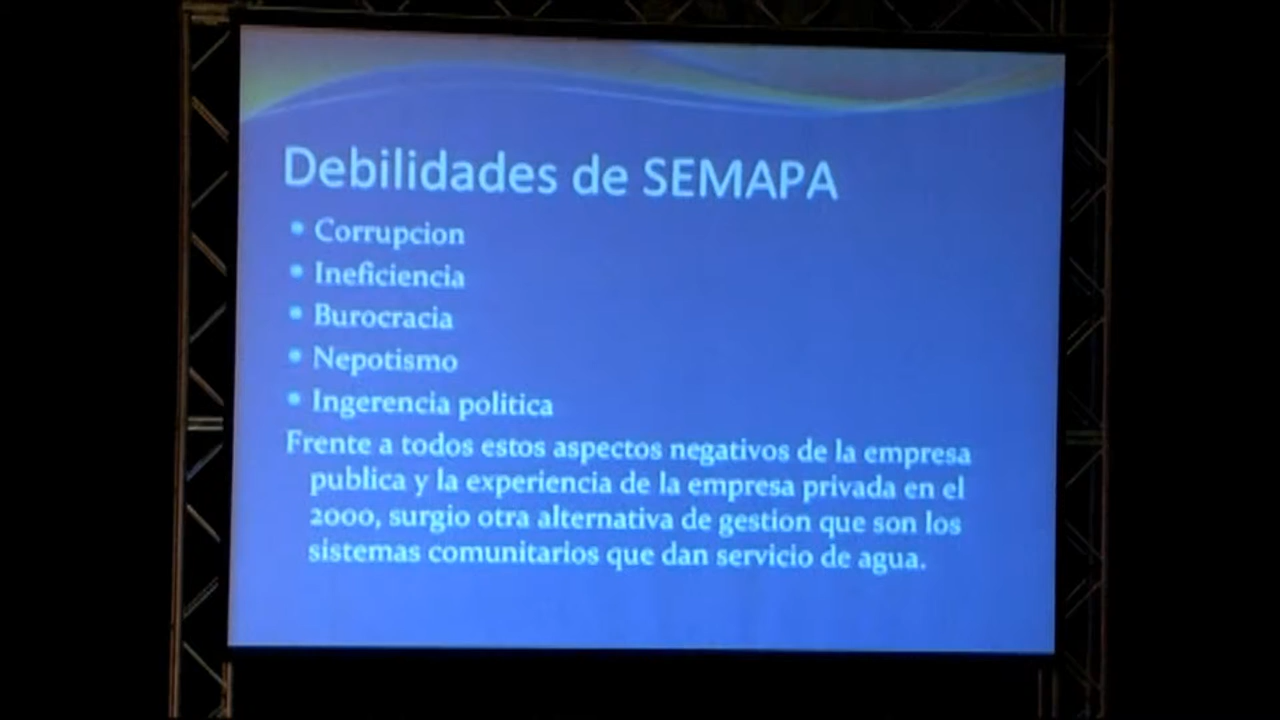 Debilidades de SEMAPA
• Corrupcion
• Ineficiencia
• Burocracia
• Nepotismo
• Ingerencia politica
Frente a todos estos aspectos negativos de la empresa
publica y la experiencia de la empresa privada en el
2000, surgio otra alternativa de gestion que son los
sistemas comunitarios que dan servicio de agua.